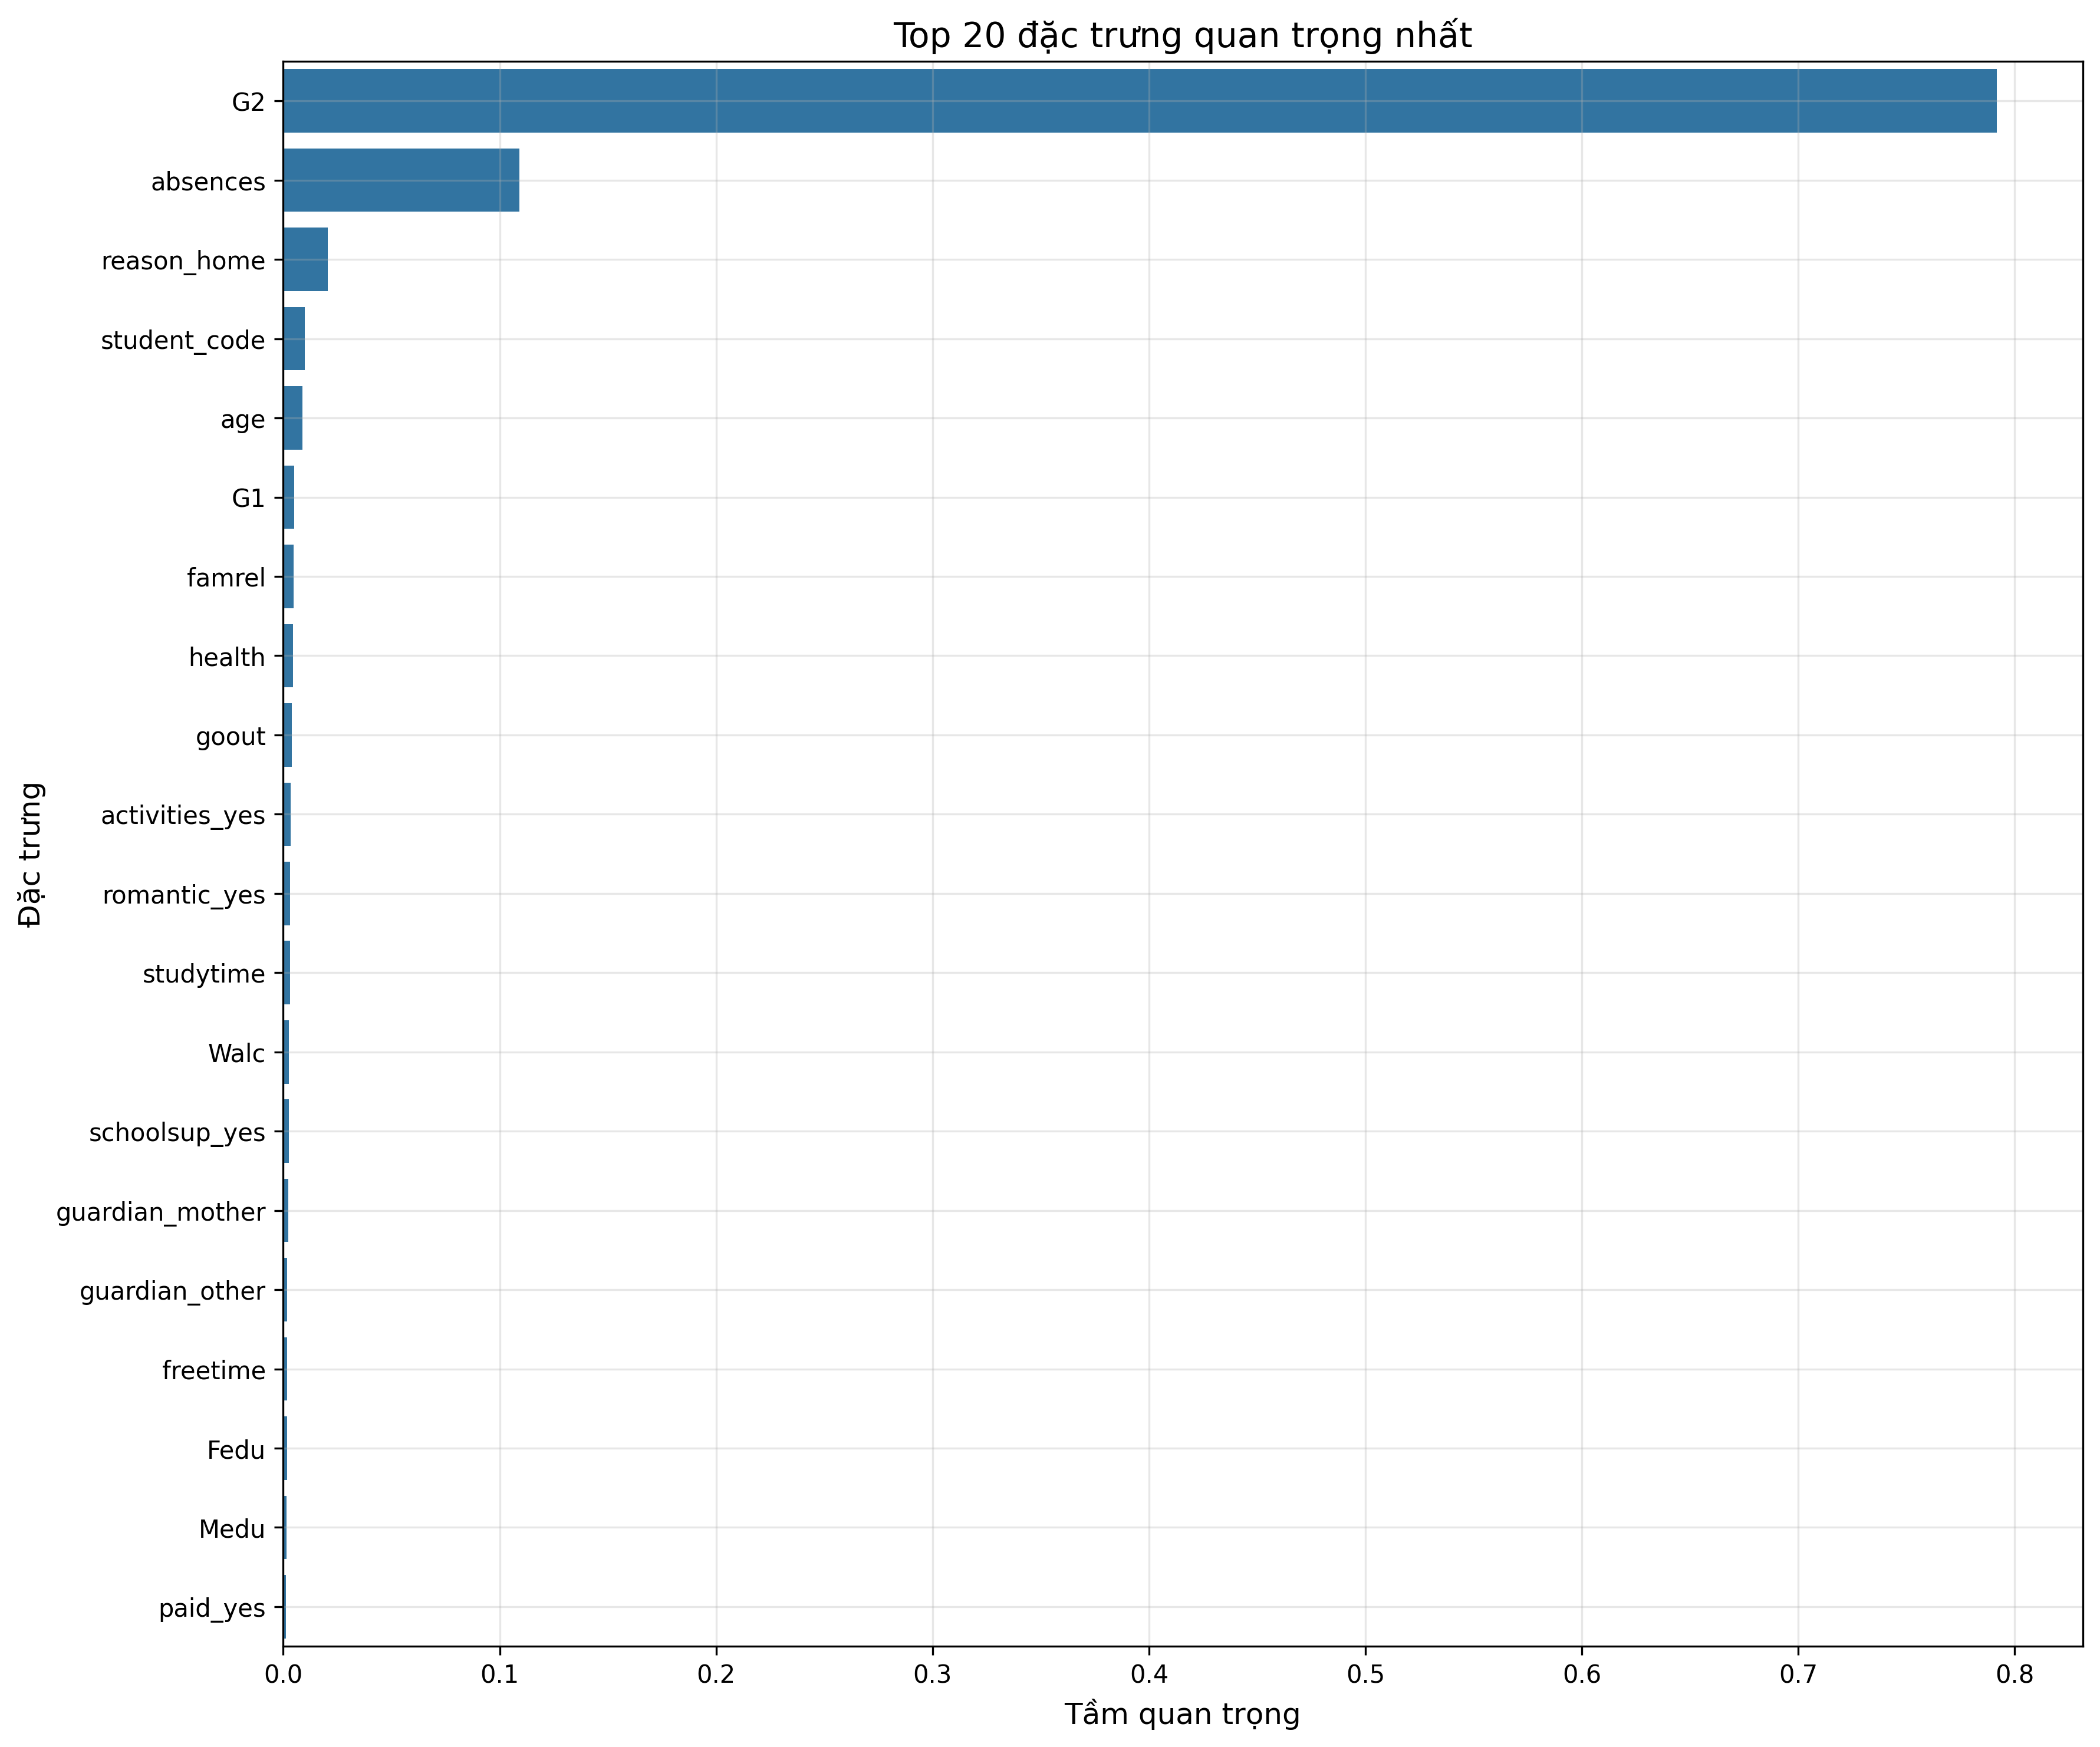 Top 20 đặc trưng quan trọng nhất
G2
absences
reason_home
student_code
age
G1
famrel
health
goout
activities_yes
romantic_yes
studytime
Walc
schoolsup_yes
guardian_mother
guardian_other
freetime
Fedu
Medu
paid_yes
Đặc trưng
0.0 0.1 0.2 0.3 0.4 0.5 0.6 0.7 0.8
Tầm quan trọng